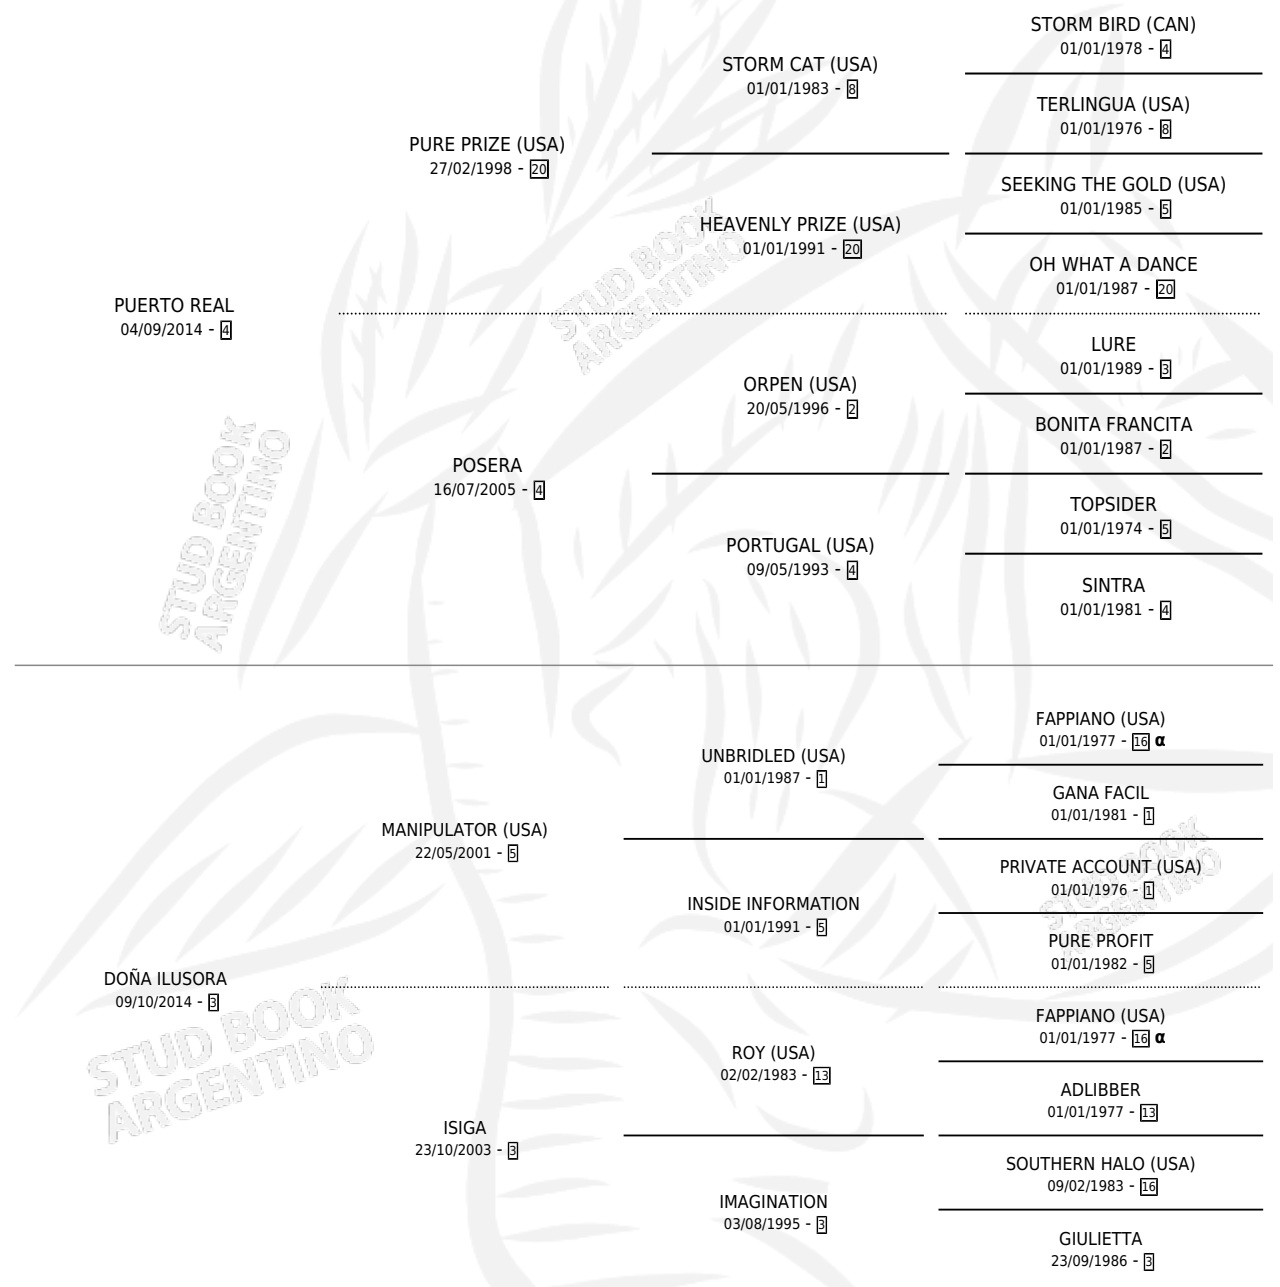 STORM BIRD (CAN)
01/01/1978 - 4
STORM CAT (USA)
01/01/1983 - 8
TERLINGUA (USA)
01/01/1976 - 8
PURE PRIZE (USA)
27/02/1998 - 20
SEEKING THE GOLD (USA)
01/01/1985 - 5
HEAVENLY PRIZE (USA)
01/01/1991 - 20
OH WHAT A DANCE
01/01/1987 - 20
PUERTO REAL
04/09/2014 - 4
LURE
01/01/1989 - 3
ORPEN (USA)
20/05/1996 - 2
BONITA FRANCITA
01/01/1987 - 2
POSERA
16/07/2005 - 4
TOPSIDER
01/01/1974 - 5
PORTUGAL (USA)
09/05/1993 - 4
SINTRA
01/01/1981 - 4
STUD BOOK
ARGENTINO
STUD BOOK
ARGENTINO
FAPPIANO (USA)
01/01/1977 - 16 α
UNBRIDLED (USA)
01/01/1987 - 1
GANA FACIL
01/01/1981 - 1
MANIPULATOR (USA)
22/05/2001 - 5
PRIVATE ACCOUNT (USA)
01/01/1976 - 1
INSIDE INFORMATION
01/01/1991 - 5
PURE PROFIT
01/01/1982 - 5
DOÑA ILUSORA
09/10/2014 - 3
FAPPIANO (USA)
01/01/1977 - 16 α
ROY (USA)
02/02/1983 - 13
ADLIBBER
01/01/1977 - 13
ISIGA
23/10/2003 - 3
SOUTHERN HALO (USA)
09/02/1983 - 16
IMAGINATION
03/08/1995 - 3
GIULIETTA
23/09/1986 - 3
STUD BOOK
ARGENTINO
STUD BOOK
ARGENTINO